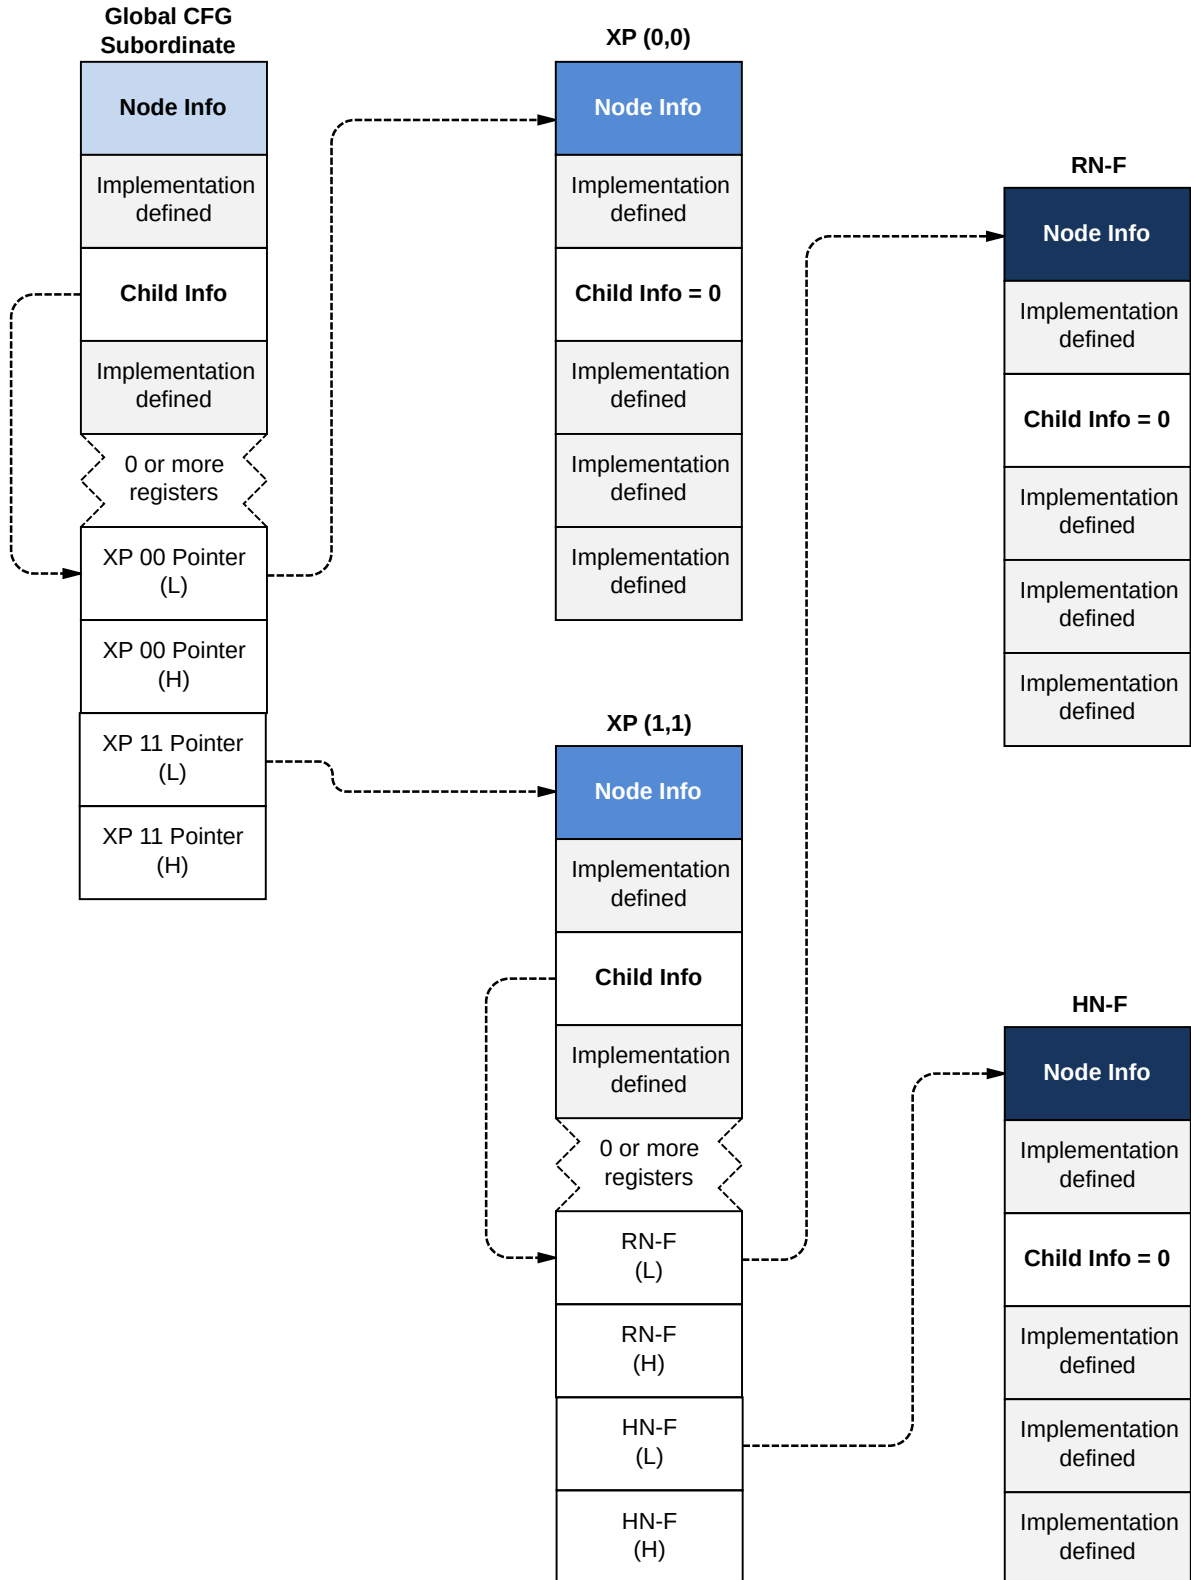 Global CFG
Subordinate
Node Info
Implementation
defined
Child Info
Implementation
defined
0 or more
registers
XP 00 Pointer
(L)
XP 00 Pointer
(H)
XP 11 Pointer
(L)
XP 11 Pointer
(H)
XP (0,0)
Node Info
Implementation
defined
Child Info = 0
Implementation
defined
Implementation
defined
Implementation
defined
XP (1,1)
Node Info
Implementation
defined
Child Info
Implementation
defined
0 or more
registers
RN-F
(L)
RN-F
(H)
HN-F
(L)
HN-F
(H)
RN-F
Node Info
Implementation
defined
Child Info = 0
Implementation
defined
Implementation
defined
Implementation
defined
HN-F
Node Info
Implementation
defined
Child Info = 0
Implementation
defined
Implementation
defined
Implementation
defined